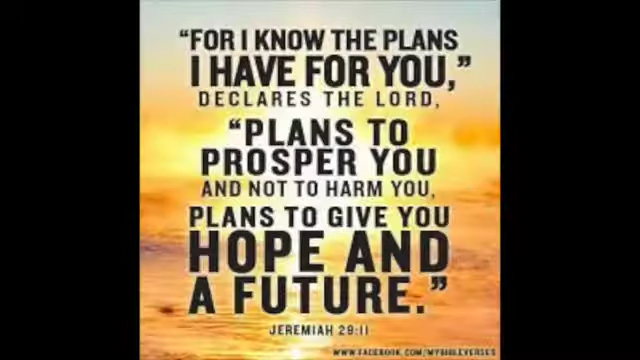 “FOR I KNOW THE PLANS
I HAVE FOR YOU,”
DECLARES THE LORD,
“PLANS TO
PROSPER YOU
AND NOT TO HARM YOU,
PLANS TO GIVE YOU
HOPE AND
A FUTURE.”
JEREMIAH 29:11
WWW.FACEBOOK.COM/MYBIBLEVERSES